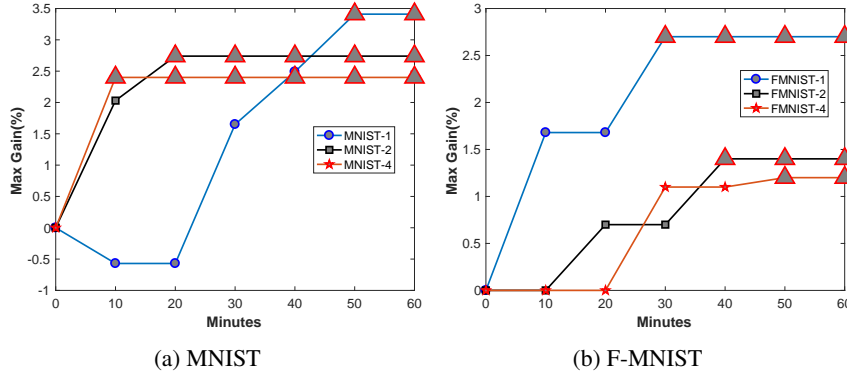 3.5
3
2.5
2
1.5
1
0.5
0
-0.5
-1
Max Gain(%)
0 10 20 30 40 50 60
Minutes
MNIST-1
MNIST-2
MNIST-4
(a) MNIST
3
2.5
2
1.5
1
0.5
0
Max Gain(%)
0 10 20 30 40 50 60
Minutes
FMNIST-1
FMNIST-2
FMNIST-4
(b) F-MNIST